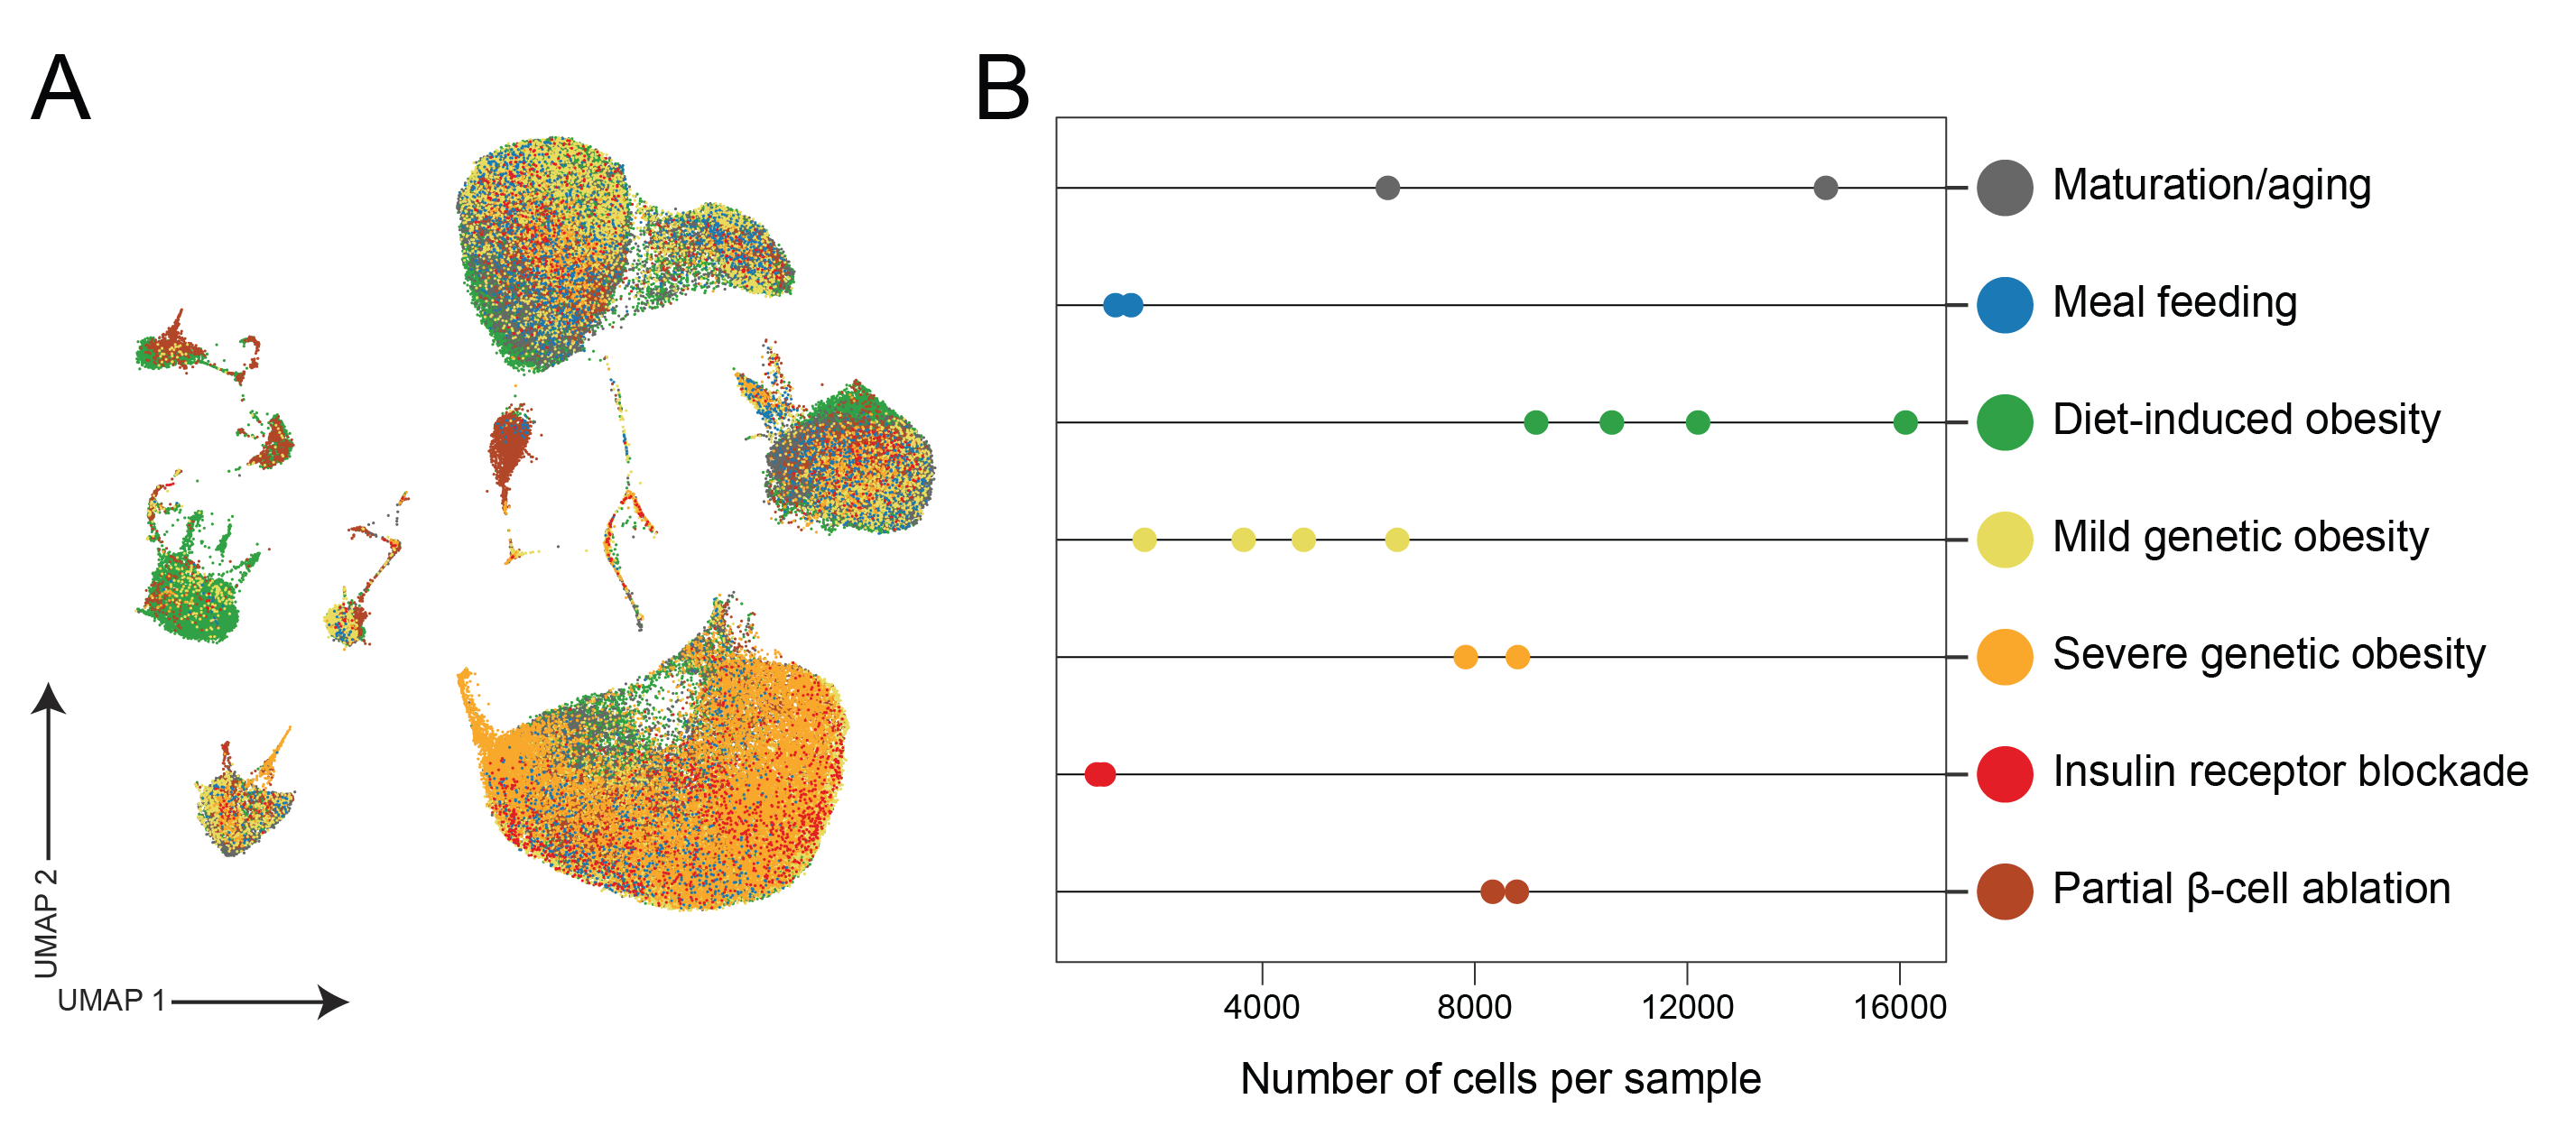 A
B
Maturation/aging
Meal feeding
Diet-induced obesity
Mild genetic obesity
Severe genetic obesity
Insulin receptor blockade
Partial β-cell ablation
UMAP 2
UMAP 1
4000 8000 12000 16000
Number of cells per sample